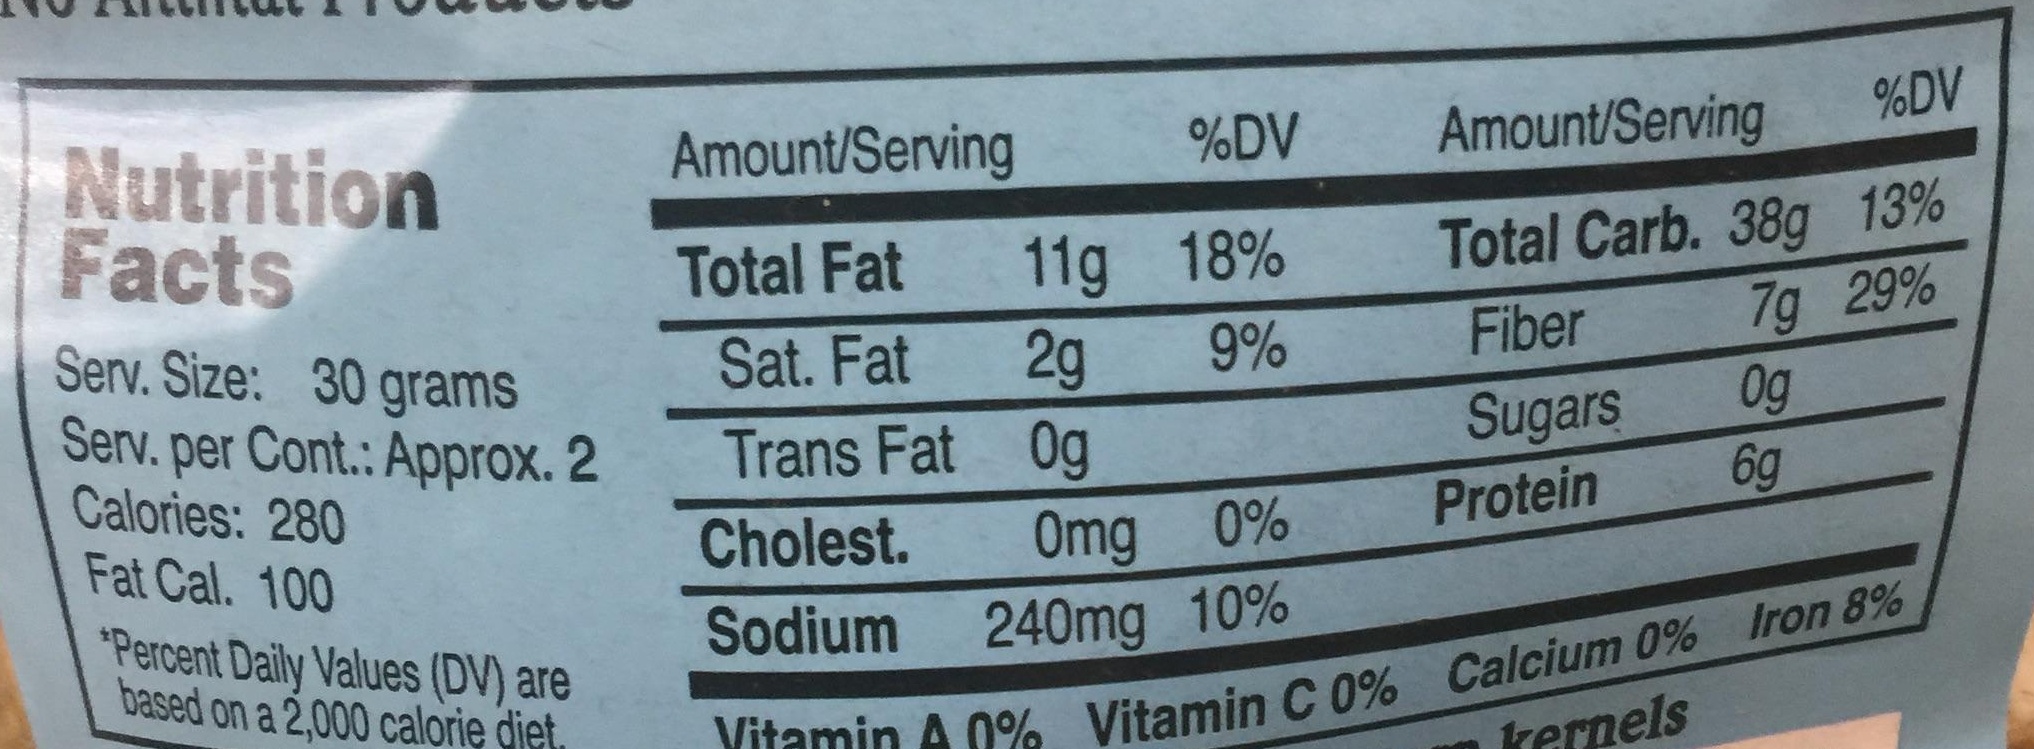 No Animal Products
Nutrition
Facts
Serv. Size: 30 grams
Serv. per Cont.: Approx. 2
Calories: 280
Fat Cal. 100
*Percent Daily Values (DV) are
based on a 2,000 calorie diet.
Amount/Serving %DV Amount/Serving %DV
Total Fat 11g 18% Total Carb. 38g 13%
Sat. Fat 2g 9% Fiber 7g 29%
Trans Fat 0g Sugars 0g
Cholest. 0mg 0% Protein 6g
Sodium 240mg 10%
Vitamin A 0% Vitamin C 0% Calcium 0% Iron 8%
kernels